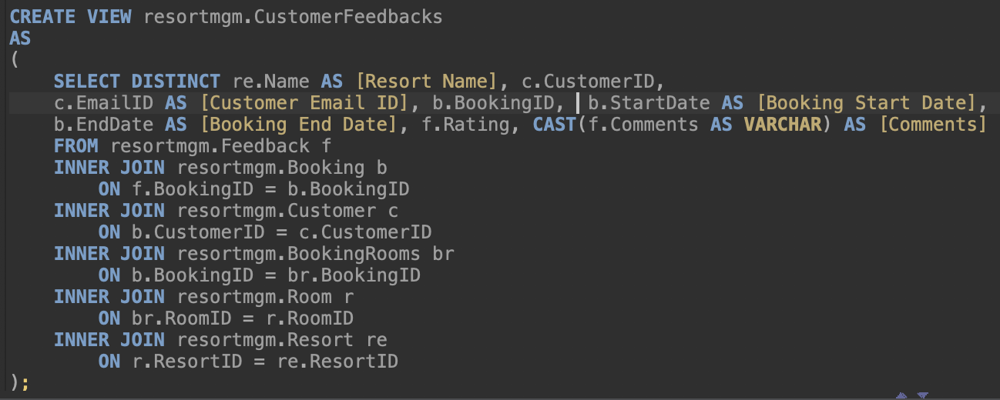 CREATE VIEW resortmgm.CustomerFeedbacks
AS
(
    SELECT DISTINCT re.Name AS [Resort Name], c.CustomerID,
    c.EmailID AS [Customer Email ID], b.BookingID, b.StartDate AS [Booking Start Date],
    b.EndDate AS [Booking End Date], f.Rating, CAST(f.Comments AS VARCHAR) AS [Comments]
    FROM resortmgm.Feedback f
    INNER JOIN resortmgm.Booking b
        ON f.BookingID = b.BookingID
    INNER JOIN resortmgm.Customer c
        ON b.CustomerID = c.CustomerID
    INNER JOIN resortmgm.BookingRooms br
        ON b.BookingID = br.BookingID
    INNER JOIN resortmgm.Room r
        ON br.RoomID = r.RoomID
    INNER JOIN resortmgm.Resort re
        ON r.ResortID = re.ResortID
);